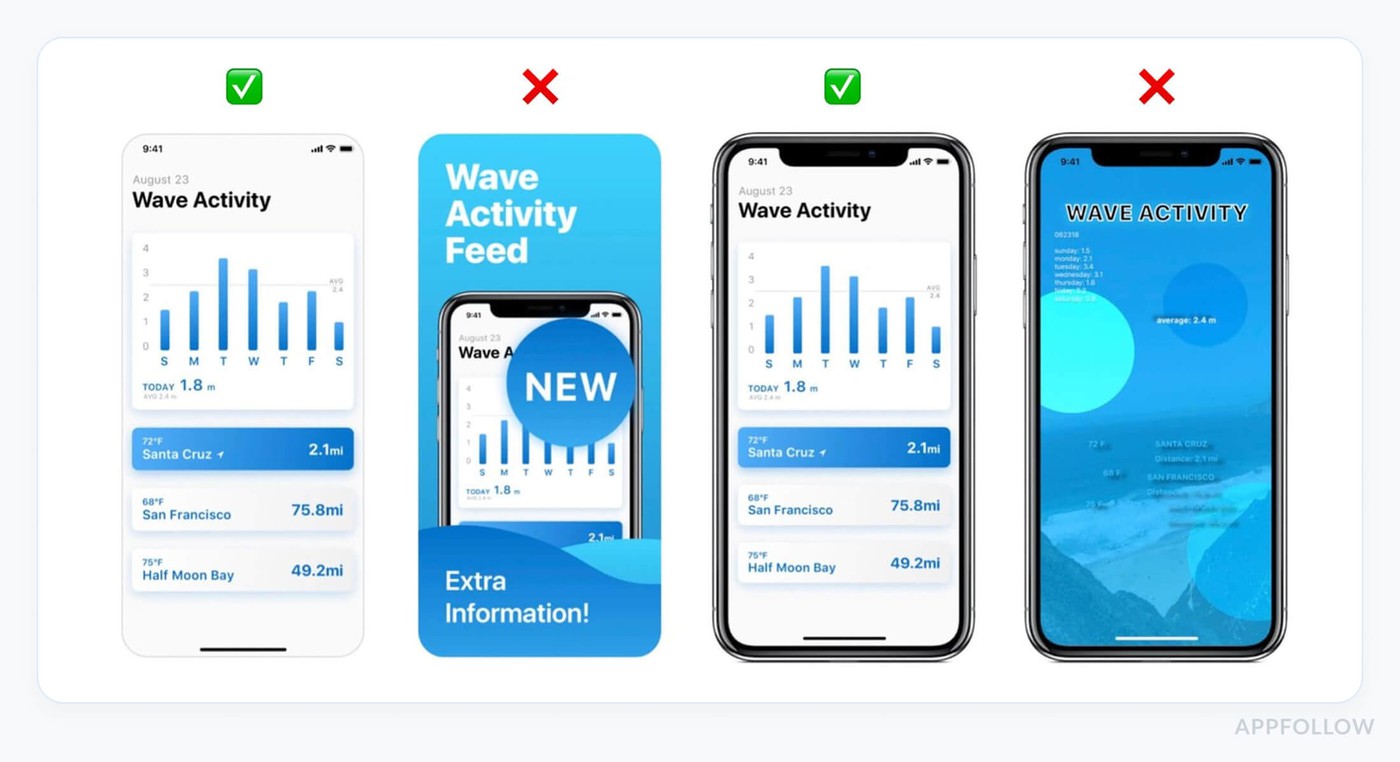 9:41
August 23
Wave Activity
4
3
2
1
0
AVG
2.4
S M T W T F S
TODAY 1.8 m
AVG 2.4 m
72°F
Santa Cruz
2.1mi
68°F
San Francisco
75.8mi
75°F
Half Moon Bay
49.2mi
Wave
Activity
Feed
9:41
August 23
Wave A
NEW
4
3
2
1
0
S M T W T F S
TODAY 1.8 m
2.1mi
Extra
Information!
9:41
August 23
Wave Activity
4
3
2
1
0
AVG
2.4
S M T W T F S
TODAY 1.8 m
AVG 2.4 m
72°F
Santa Cruz
2.1mi
68°F
San Francisco
75.8mi
75°F
Half Moon Bay
49.2mi
9:41
WAVE ACTIVITY
082318
sunday: 1.5
monday: 2.1
tuesday: 3.4
wednesday: 3.1
thursday: 1.8
average: 2.4 m
72 F
SANTA CRUZ
Distance: 2.1 mi
68 F
SAN FRANCISCO
APPFOLLOW